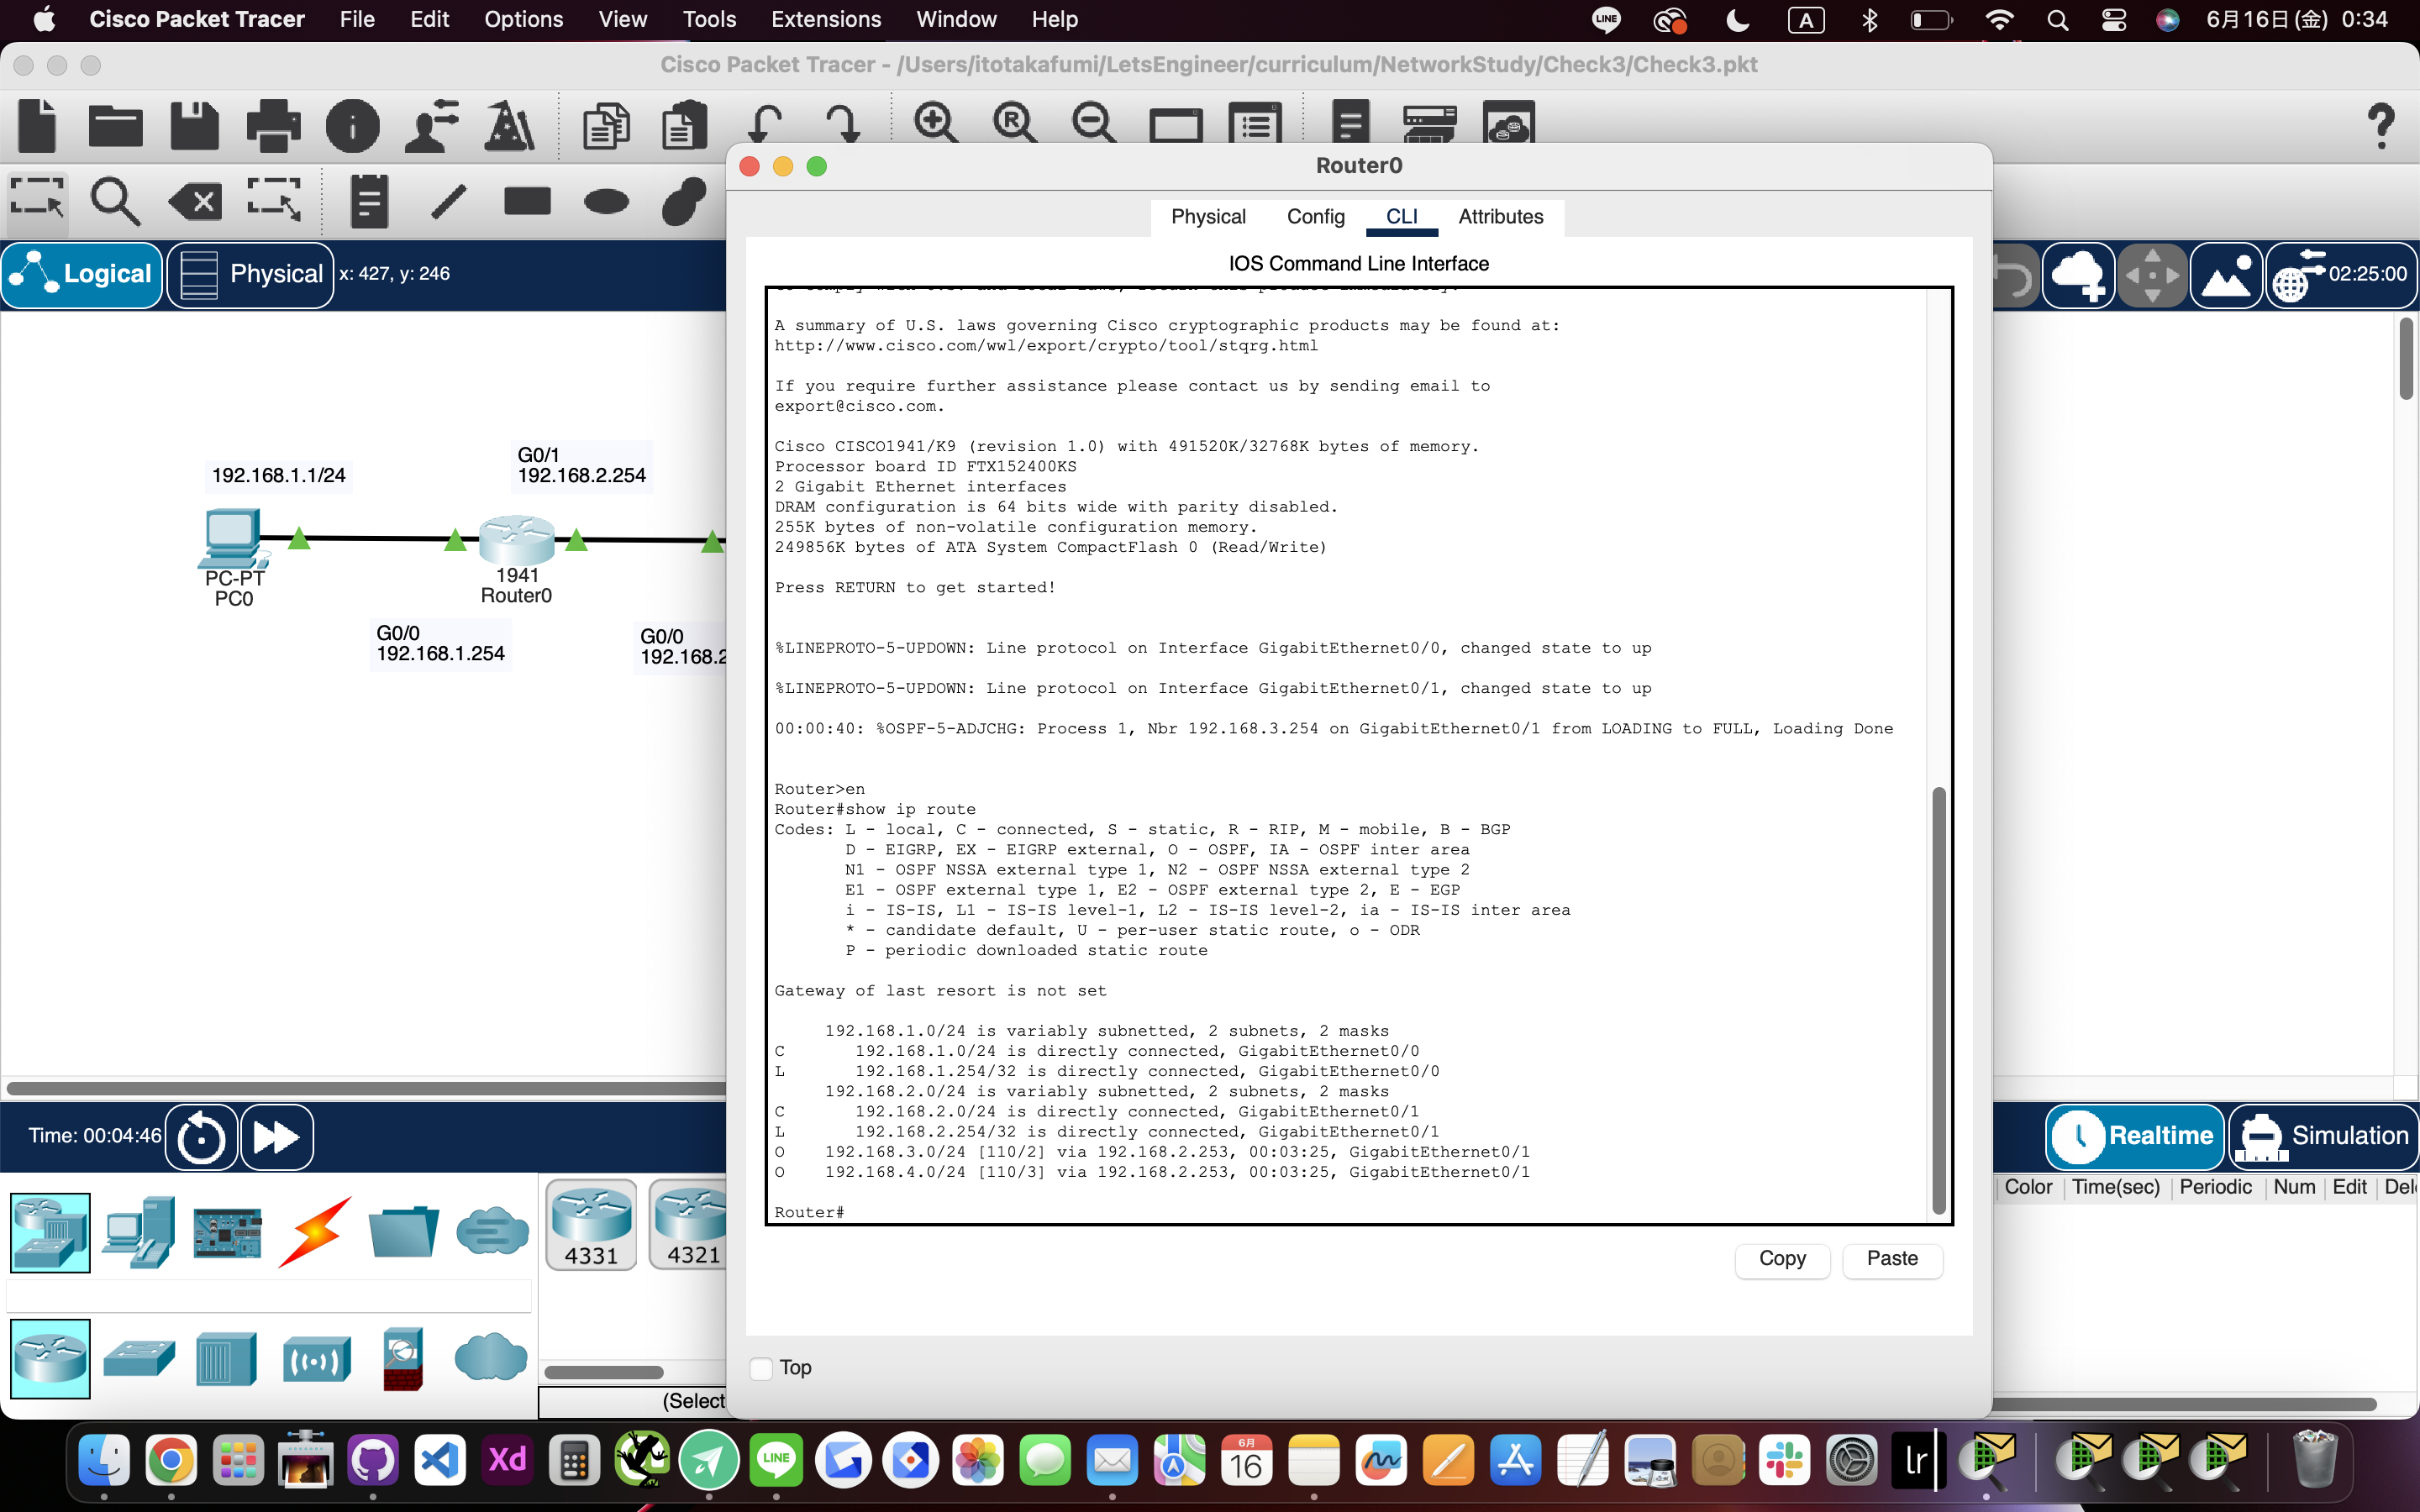 Cisco Packet Tracer File Edit Options View Tools Extensions Window Help LINE A 6月16日(金) 0:34
Cisco Packet Tracer - /Users/itotakafumi/LetsEngineer/curriculum/NetworkStudy/Check3/Check3.pkt
R
Router0
Physical Config CLI Attributes
Logical Physical x: 427, y: 246
02:25:00
IOS Command Line Interface
A summary of U.S. laws governing Cisco cryptographic products may be found at:
http://www.cisco.com/wwl/export/crypto/tool/stqrg.html
If you require further assistance please contact us by sending email to
export@cisco.com.
Cisco CISCO1941/K9 (revision 1.0) with 491520K/32768K bytes of memory.
Processor board ID FTX152400KS
2 Gigabit Ethernet interfaces
DRAM configuration is 64 bits wide with parity disabled.
255K bytes of non-volatile configuration memory.
249856K bytes of ATA System CompactFlash 0 (Read/Write)
Press RETURN to get started!
%LINEPROTO-5-UPDOWN: Line protocol on Interface GigabitEthernet0/0, changed state to up
%LINEPROTO-5-UPDOWN: Line protocol on Interface GigabitEthernet0/1, changed state to up
00:00:40: %OSPF-5-ADJCHG: Process 1, Nbr 192.168.3.254 on GigabitEthernet0/1 from LOADING to FULL, Loading Done
Router>en
Router#show ip route
Codes: L - local, C - connected, S - static, R - RIP, M - mobile, B - BGP
D - EIGRP, EX - EIGRP external, O - OSPF, IA - OSPF inter area
N1 - OSPF NSSA external type 1, N2 - OSPF NSSA external type 2
E1 - OSPF external type 1, E2 - OSPF external type 2, E - EGP
i - IS-IS, L1 - IS-IS level-1, L2 - IS-IS level-2, ia - IS-IS inter area
* - candidate default, U - per-user static route, o - ODR
P - periodic downloaded static route
Gateway of last resort is not set
192.168.1.0/24 is variably subnetted, 2 subnets, 2 masks
C 192.168.1.0/24 is directly connected, GigabitEthernet0/0
L 192.168.1.254/32 is directly connected, GigabitEthernet0/0
192.168.2.0/24 is variably subnetted, 2 subnets, 2 masks
C 192.168.2.0/24 is directly connected, GigabitEthernet0/1
L 192.168.2.254/32 is directly connected, GigabitEthernet0/1
O 192.168.3.0/24 [110/2] via 192.168.2.253, 00:03:25, GigabitEthernet0/1
O 192.168.4.0/24 [110/3] via 192.168.2.253, 00:03:25, GigabitEthernet0/1
Router#
Copy Paste
Top
192.168.1.1/24
G0/1
192.168.2.254
PC-PT
PC0
1941
Router0
G0/0
192.168.1.254
G0/0
192.168.2
Time: 00:04:46
Realtime Simulation
Color Time(sec) Periodic Num Edit Del
4331 4321
(Select
Xd LINE 6月 16 lr